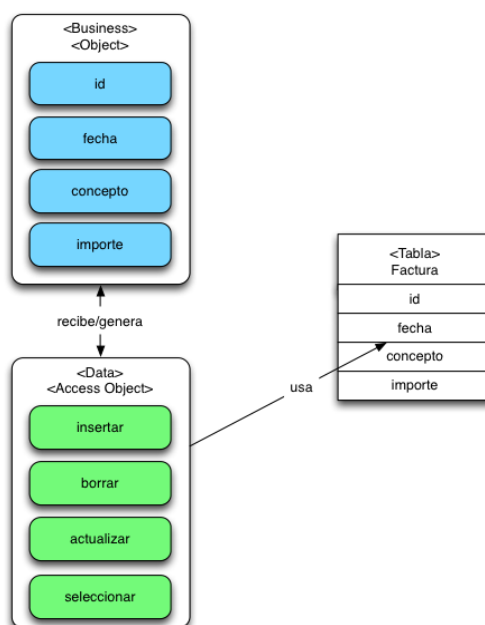 <Business>
<Object>
id
fecha
concepto
importe
recibe/genera
<Data>
<Access Object>
insertar
borrar
actualizar
seleccionar
usa
<Tabla>
Factura
id
fecha
concepto
importe